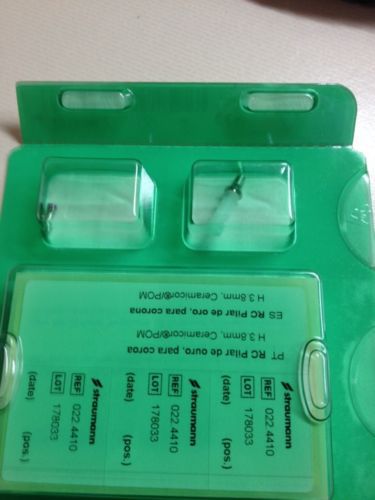 PT RC Pilar de ouro, para coroa
H 3.8mm, Ceramicor®/POM
ES RC Pilar de oro, para corona
H 3.8mm, Ceramicor®/POM
straumann
REF 022.4410
LOT 178033
(date) (pos.)
straumann
REF 022.4410
LOT 178033
(date) (pos.)
straumann
REF 022.4410
LOT 178033
(date) (pos.)